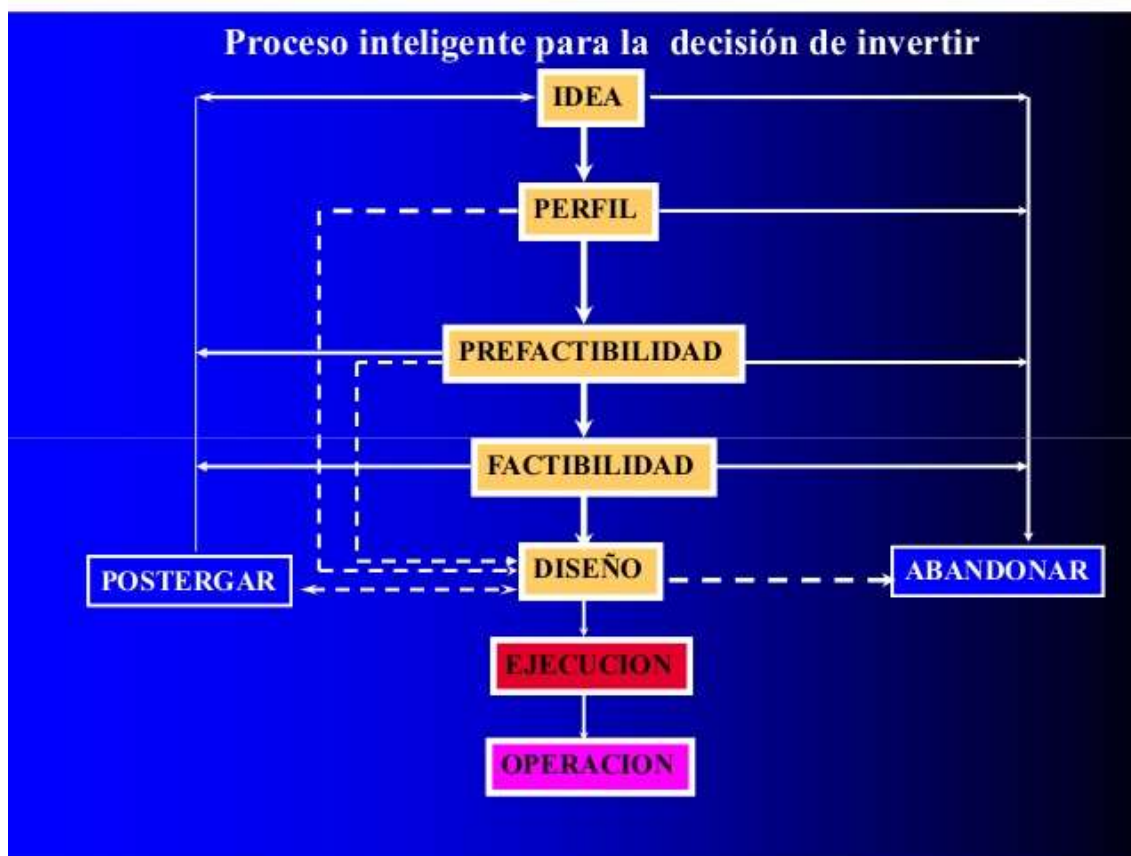 Proceso inteligente para la decisión de invertir
IDEA
PERFIL
PREFACTIBILIDAD
FACTIBILIDAD
DISEÑO
POSTERGAR
ABANDONAR
EJECUCION
OPERACION